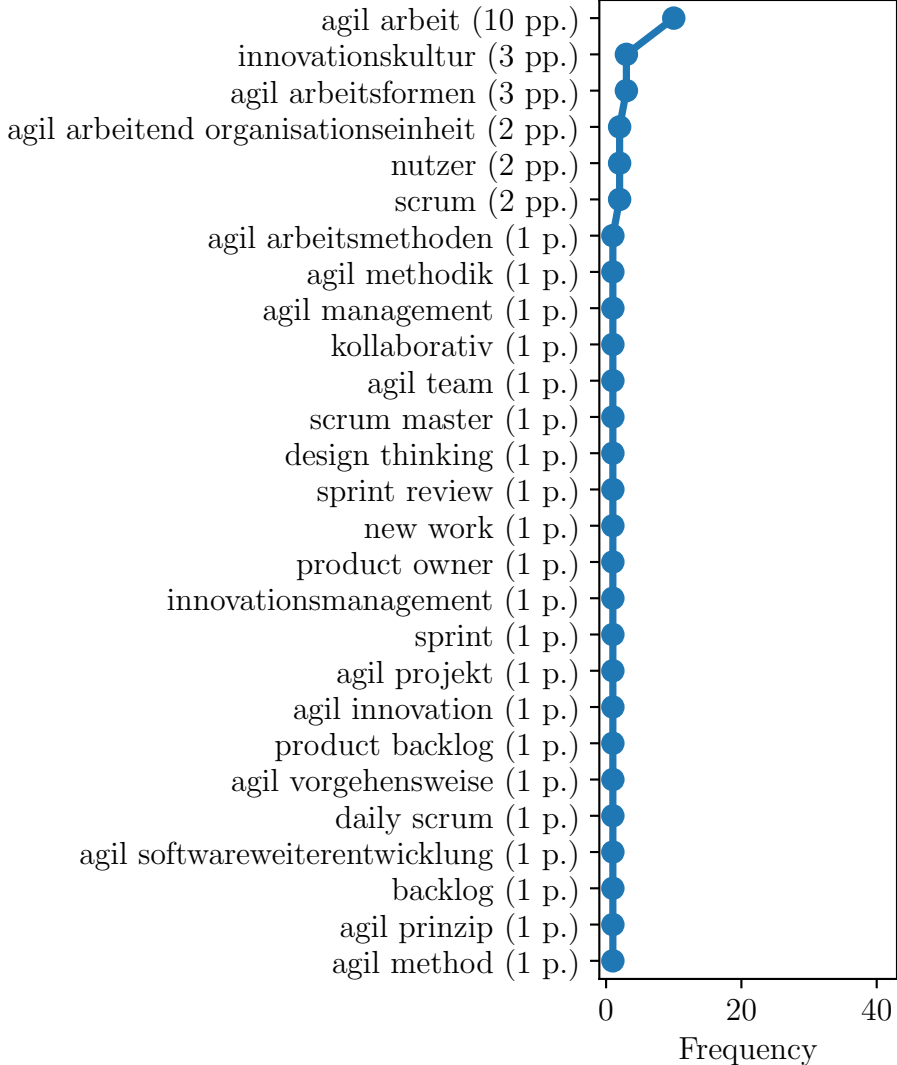 agil arbeit (10 pp.)
innovationskultur (3 pp.)
agil arbeitsformen (3 pp.)
agil arbeitend organisationseinheit (2 pp.)
nutzer (2 pp.)
scrum (2 pp.)
agil arbeitsmethoden (1 p.)
agil methodik (1 p.)
agil management (1 p.)
kollaborativ (1 p.)
agil team (1 p.)
scrum master (1 p.)
design thinking (1 p.)
sprint review (1 p.)
new work (1 p.)
product owner (1 p.)
innovationsmanagement (1 p.)
sprint (1 p.)
agil projekt (1 p.)
agil innovation (1 p.)
product backlog (1 p.)
agil vorgehensweise (1 p.)
daily scrum (1 p.)
agil softwareweiterentwicklung (1 p.)
backlog (1 p.)
agil prinzip (1 p.)
agil method (1 p.)
0 20 40
Frequency